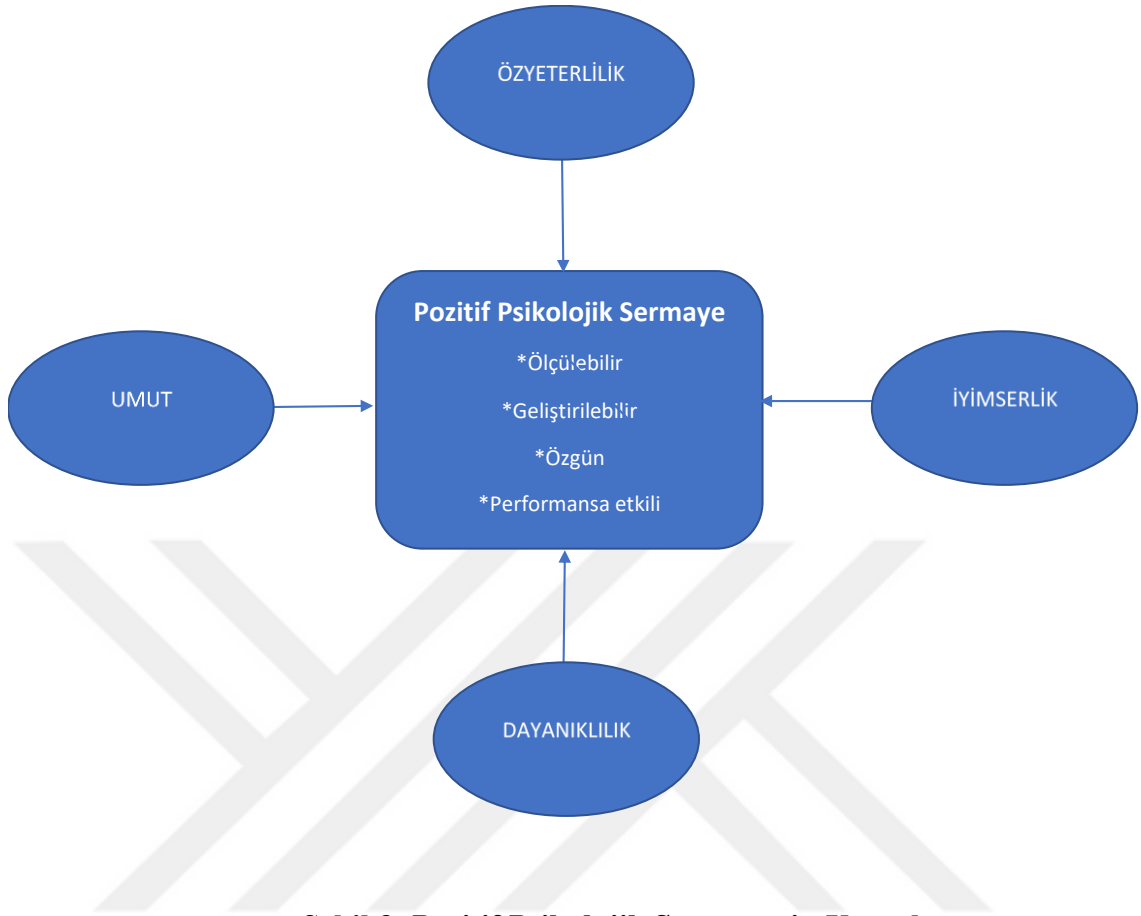 ÖZYETERLİLİK
Pozitif Psikolojik Sermaye
*Ölçülebilir
*Geliştirilebilir
*Özgün
*Performansa etkili
UMUT
İYİMSERLİK
DAYANIKLILIK